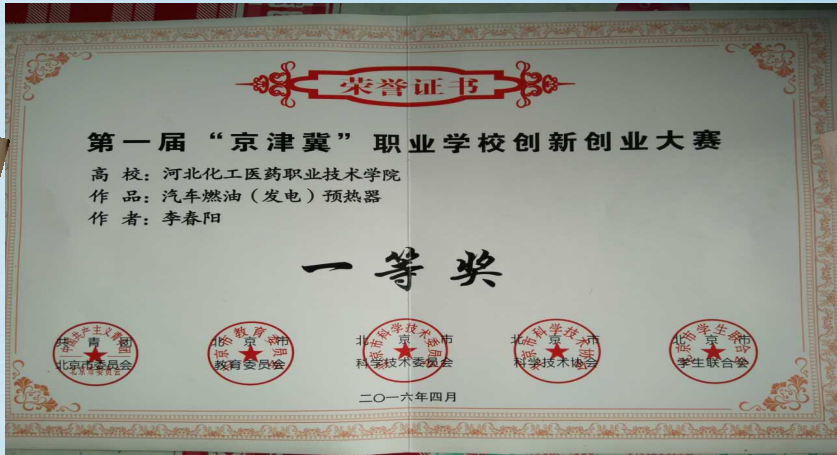 荣誉证书
第一届“京津冀”职业学校创新创业大赛
高 校：河北化工医药职业技术学院
作 品：汽车燃油（发电）预热器
作 者：李春阳
一等奖
共青团 北京市 北京市 北京市 北京市
北京市委员会 教育委员会 科学技术委员会 科学技术协会 学生联合会
二〇一六年四月